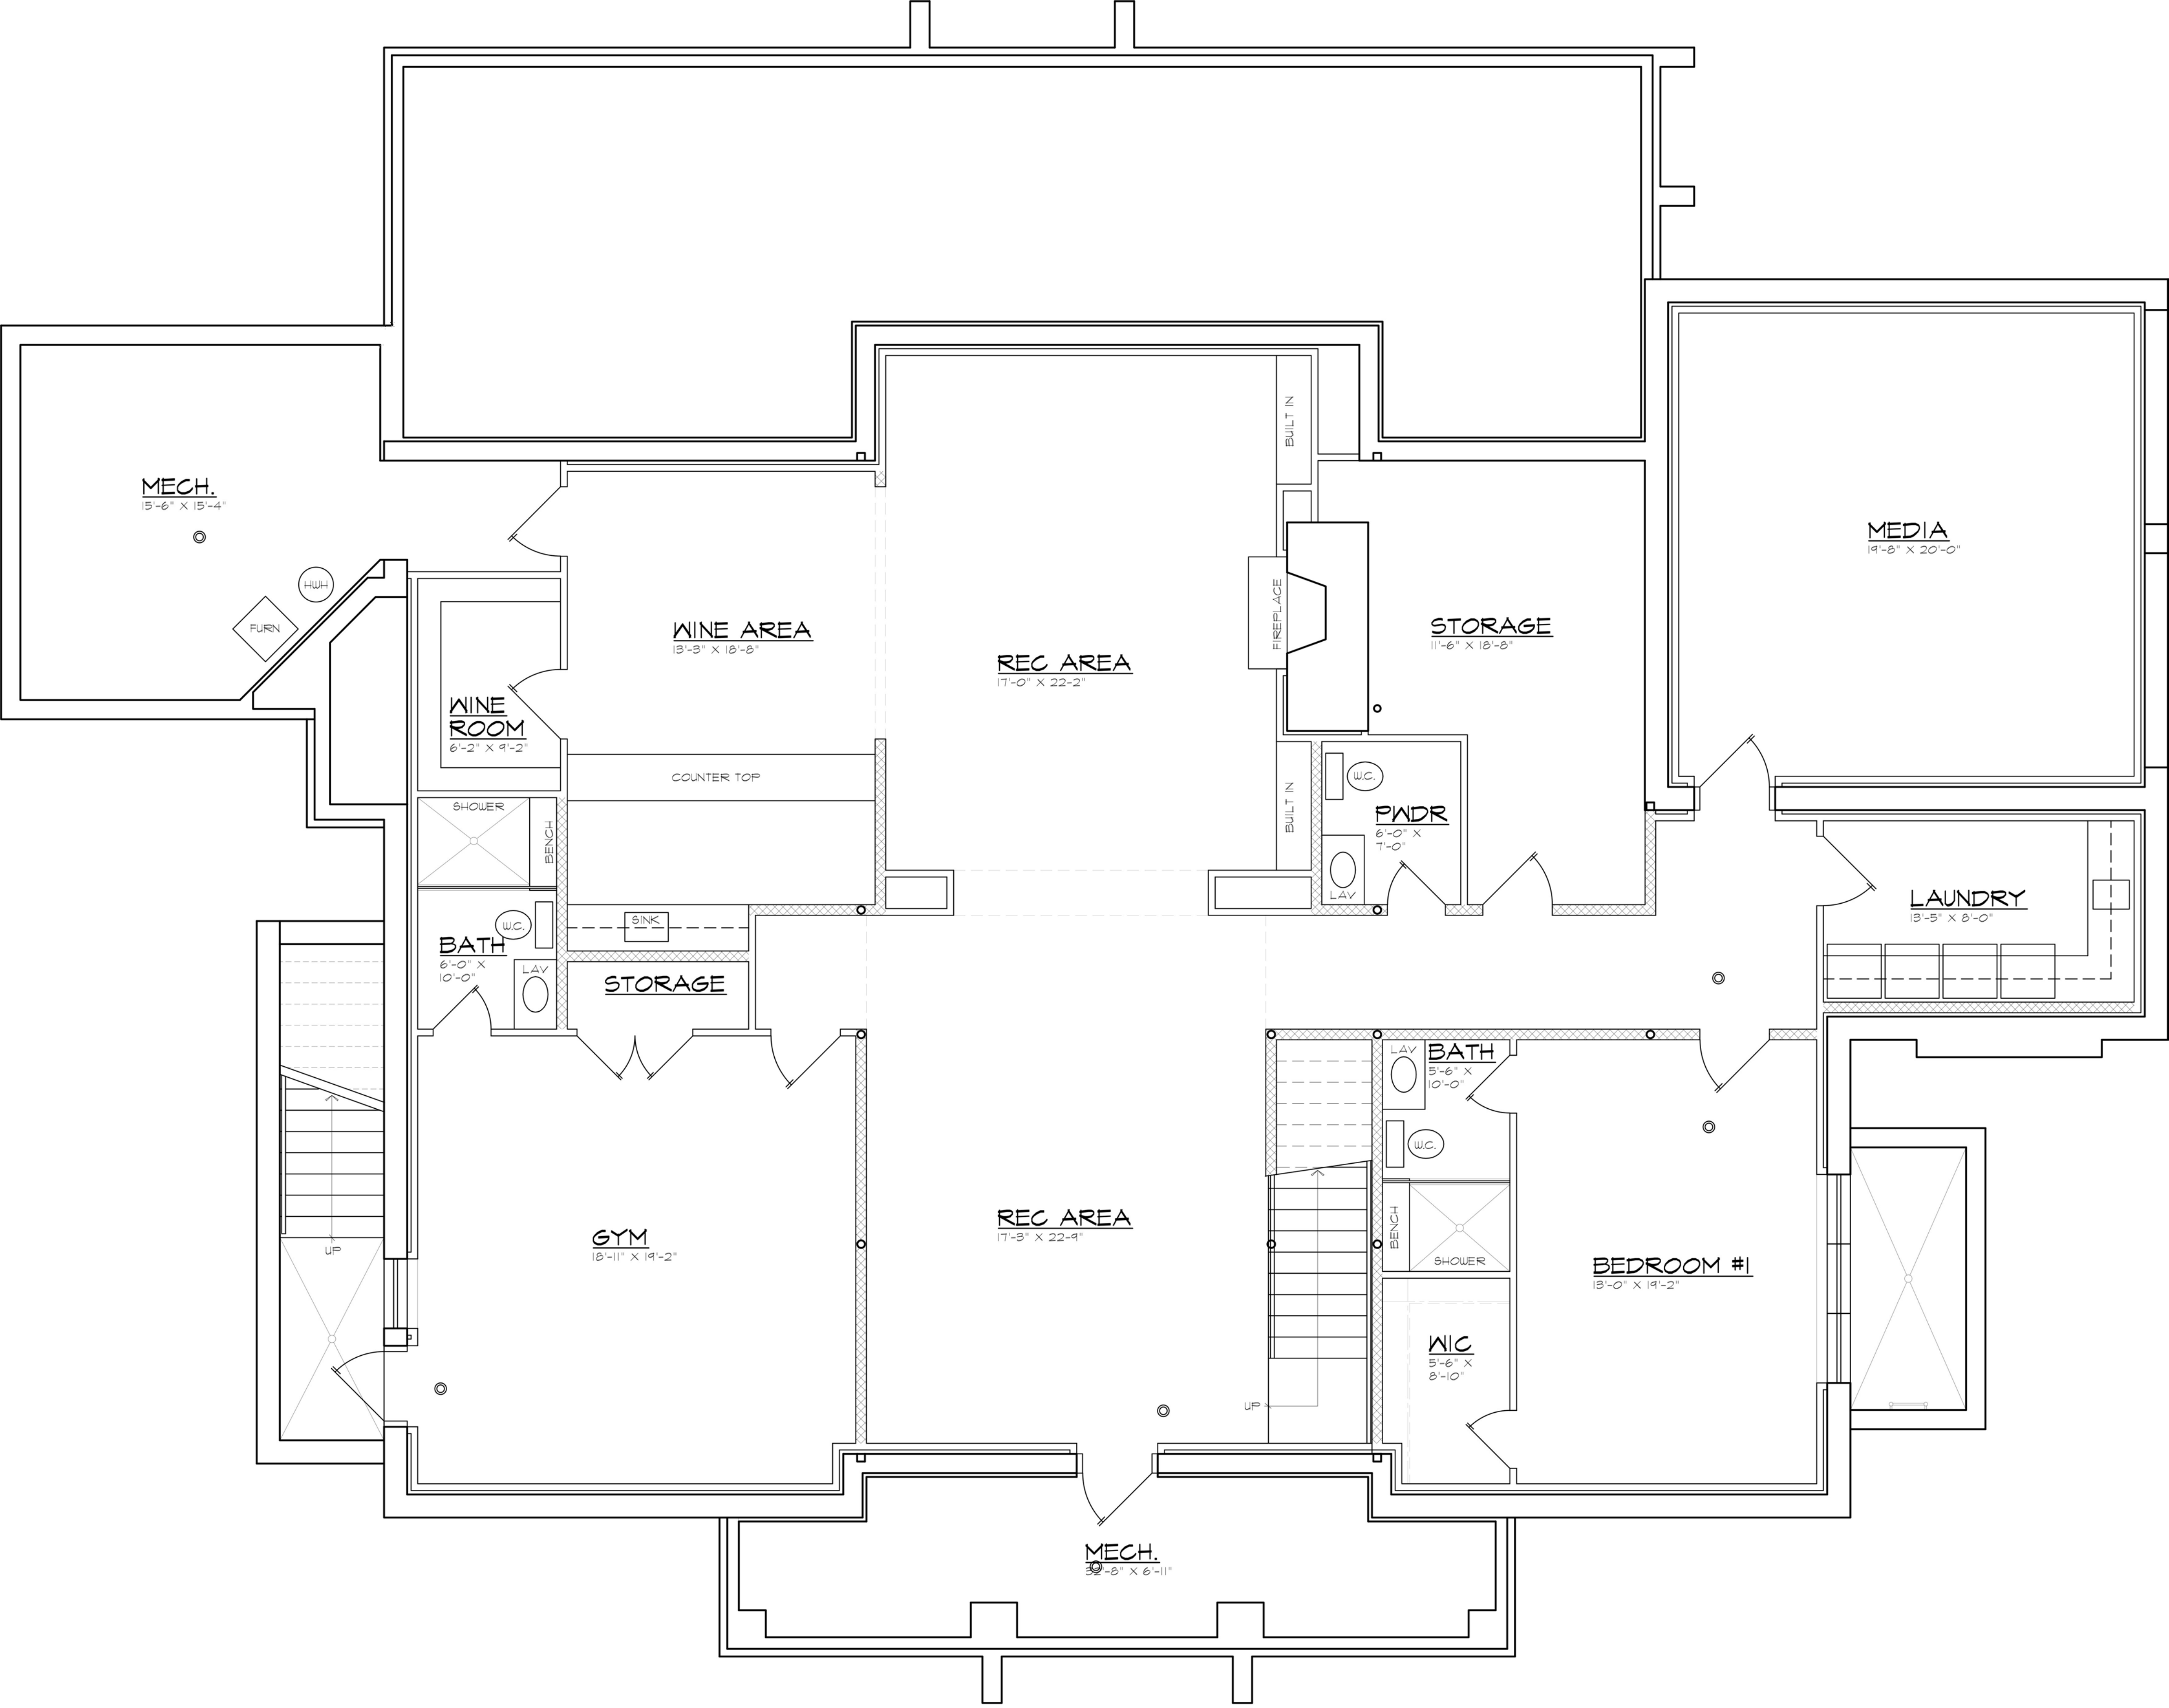 BUILT IN
MECH.
15'-6" X 15'-4"
HWH
FURN
WINE AREA
13'-3" X 18'-8"
REC AREA
17'-0" X 22-2"
FIREPLACE
STORAGE
11'-6" X 18'-8"
MEDIA
19'-8" X 20'-0"
WINE
ROOM
6'-2" X 9'-2"
COUNTER TOP
BUILT IN
W.C.
PWDR
6'-0" X
7'-0"
LAV
SHOWER
BENCH
W.C.
BATH
6'-0" X
10'-0"
LAV
SINK
STORAGE
LAUNDRY
13'-5" X 8'-0"
LAV
BATH
5'-6" X
10'-0"
W.C.
BENCH
SHOWER
UP
GYM
18'-11" X 19'-2"
REC AREA
17'-3" X 22-9"
BEDROOM #1
13'-0" X 19'-2"
WIC
5'-6" X
8'-10"
UP
MECH.
32'-8" X 6'-11"